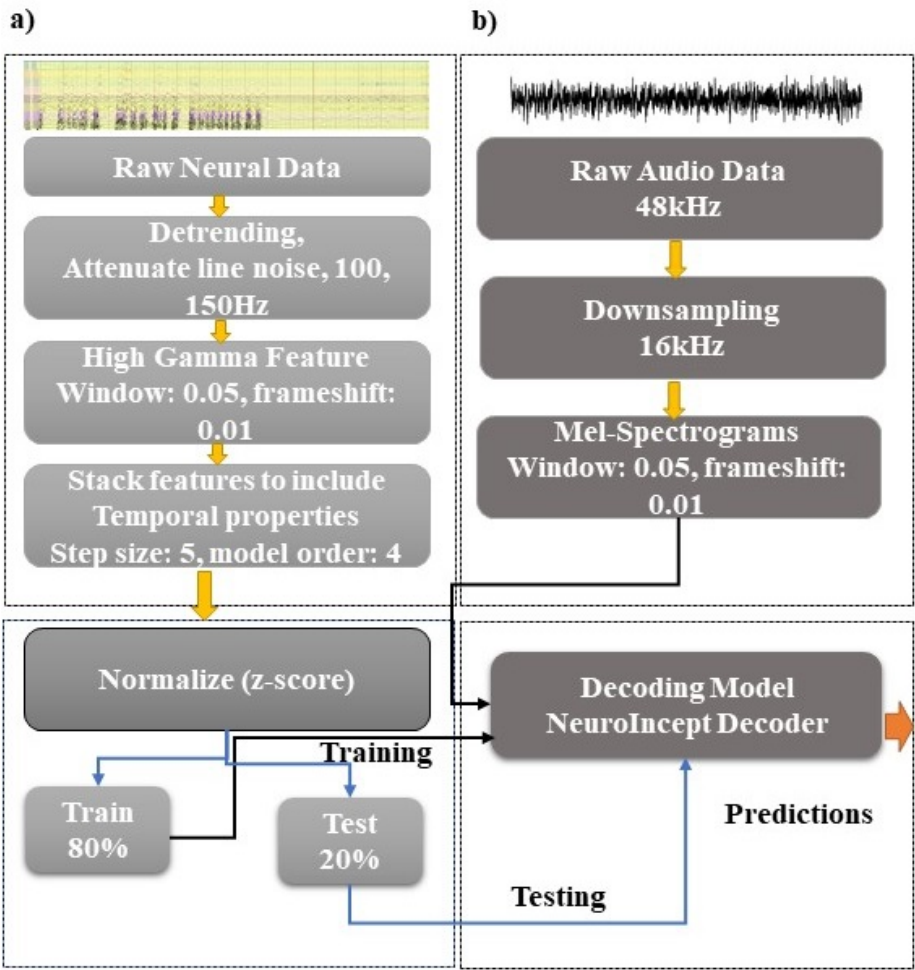 a)
Raw Neural Data
Detrending,
Attenuate line noise, 100,
150Hz
High Gamma Feature
Window: 0.05, frameshift:
0.01
Stack features to include
Temporal properties
Step size: 5, model order: 4
Normalize (z-score)
Train
80%
Test
20%
b)
Raw Audio Data
48kHz
Downsampling
16kHz
Mel-Spectrograms
Window: 0.05, frameshift:
0.01
Decoding Model
NeuroIncept Decoder
Training
Predictions
Testing